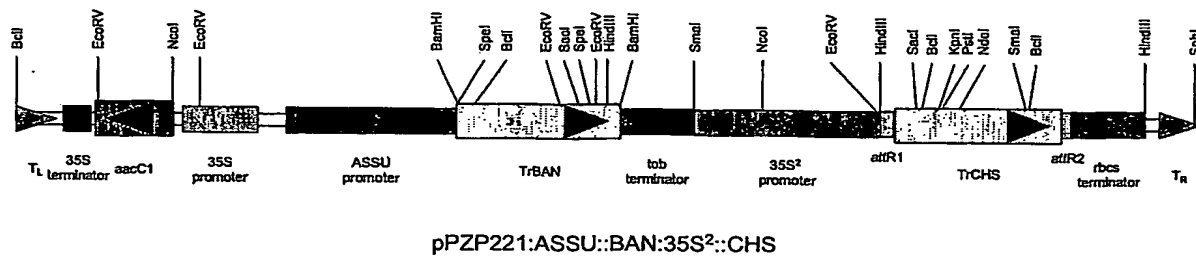 BclI
EcoRV
NcoI
EcoRV
BamHI
SpeI
BclI
EcoRV
SacI
SpeI
EcoRV
HindIII
BamHI
SmaI
NcoI
EcoRV
HindIII
SacI
BclI
KpnI
PstI
NdeI
SmaI
BclI
HindIII
SphI
T_L
35S terminator
aacC1
35S promoter
ASSU promoter
TrBAN
tob terminator
35S² promoter
attR1
TrCHS
attR2
rbcs terminator
T_R
pPZP221:ASSU::BAN:35S²::CHS